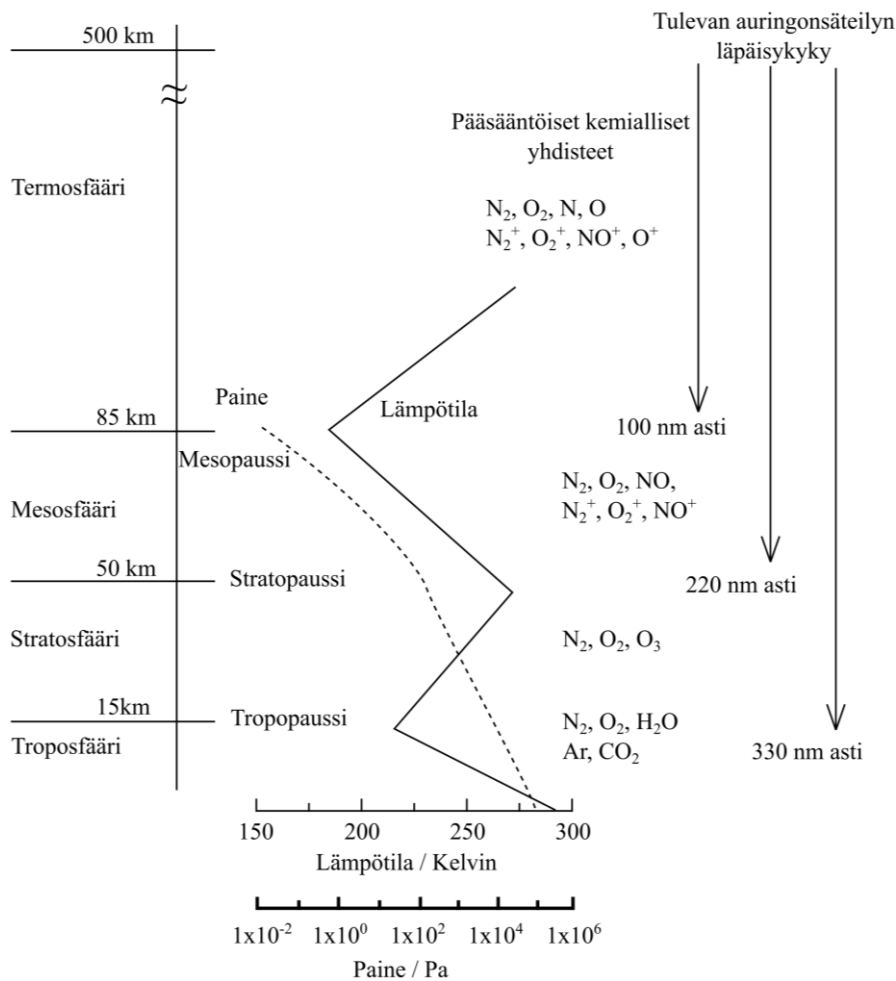 500 km
Tulevan auringonsäteilyn
läpäisykyky
Pääsääntöiset kemialliset
yhdisteet
Termosfääri
N₂, O₂, N, O
N₂⁺, O₂⁺, NO⁺, O⁺
Paine
Lämpötila
85 km
100 nm asti
Mesopaussi
N₂, O₂, NO,
N₂⁺, O₂⁺, NO⁺
Mesosfääri
50 km
Stratopaussi
220 nm asti
Stratosfääri
N₂, O₂, O₃
15km
Tropopaussi
N₂, O₂, H₂O
Ar, CO₂
Troposfääri
330 nm asti
150 200 250 300
Lämpötila / Kelvin
1x10⁻² 1x10⁰ 1x10² 1x10⁴ 1x10⁶
Paine / Pa